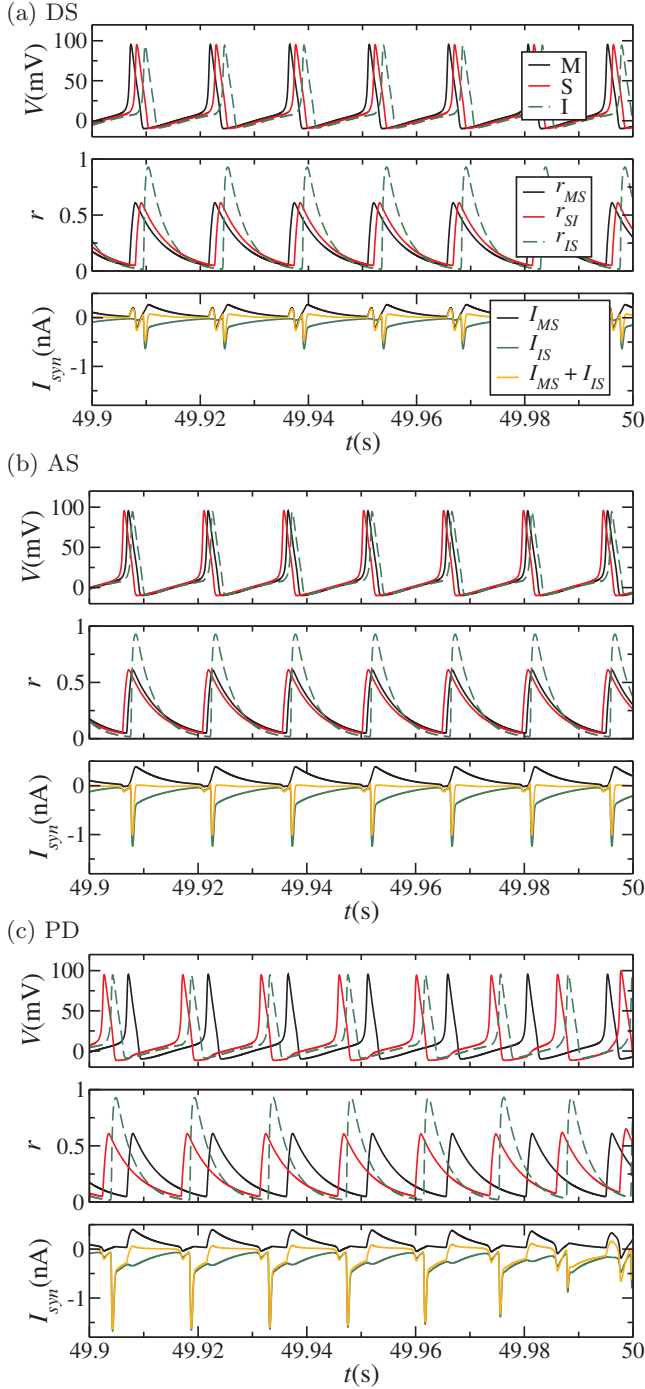 (a) DS
100
50
0
V(mV)
M
S
I
1
0.5
0
r
r_MS
r_SI
r_IS
0
-1
I_syn(nA)
I_MS
I_IS
I_MS + I_IS
49.9 49.92 49.94 49.96 49.98 50
t(s)
(b) AS
100
50
0
V(mV)
1
0.5
0
r
0
-1
I_syn(nA)
49.9 49.92 49.94 49.96 49.98 50
t(s)
(c) PD
100
50
0
V(mV)
1
0.5
0
r
0
-1
I_syn(nA)
49.9 49.92 49.94 49.96 49.98 50
t(s)